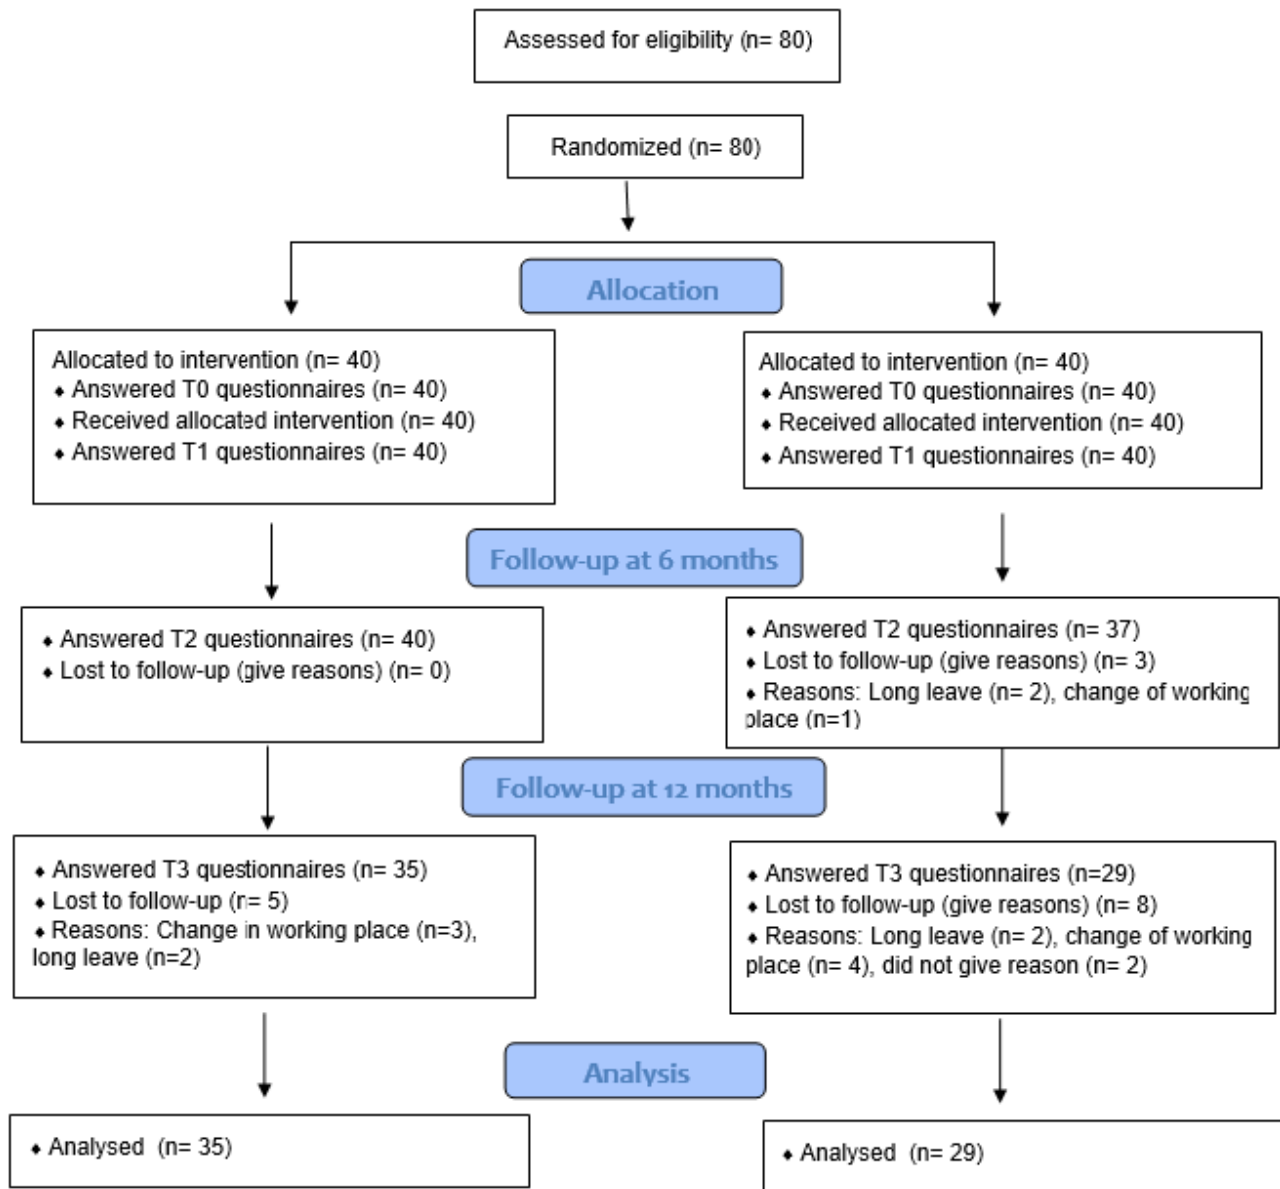 Assessed for eligibility (n= 80)
Randomized (n= 80)
Allocation
Allocated to intervention (n= 40)
♦ Answered T0 questionnaires (n= 40)
♦ Received allocated intervention (n= 40)
♦ Answered T1 questionnaires (n= 40)
Allocated to intervention (n= 40)
♦ Answered T0 questionnaires (n= 40)
♦ Received allocated intervention (n= 40)
♦ Answered T1 questionnaires (n= 40)
Follow-up at 6 months
♦ Answered T2 questionnaires (n= 40)
♦ Lost to follow-up (give reasons) (n= 0)
♦ Answered T2 questionnaires (n= 37)
♦ Lost to follow-up (give reasons) (n= 3)
♦ Reasons: Long leave (n= 2), change of working
place (n=1)
Follow-up at 12 months
♦ Answered T3 questionnaires (n= 35)
♦ Lost to follow-up (n= 5)
♦ Reasons: Change in working place (n=3),
long leave (n=2)
♦ Answered T3 questionnaires (n=29)
♦ Lost to follow-up (give reasons) (n= 8)
♦ Reasons: Long leave (n= 2), change of working
place (n= 4), did not give reason (n= 2)
Analysis
♦ Analysed (n= 35)
♦ Analysed (n= 29)